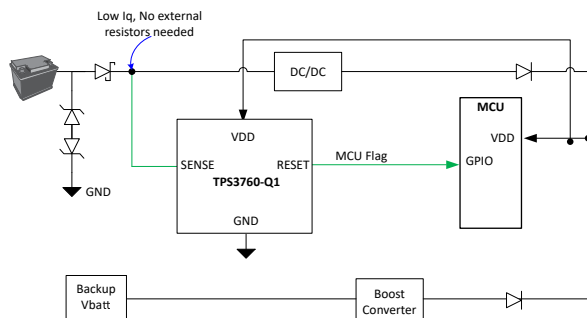 Low Iq, No external
resistors needed
DC/DC
MCU
VDD
VDD
SENSE
RESET
MCU Flag
GPIO
TPS3760-Q1
GND
GND
Backup
Vbatt
Boost
Converter